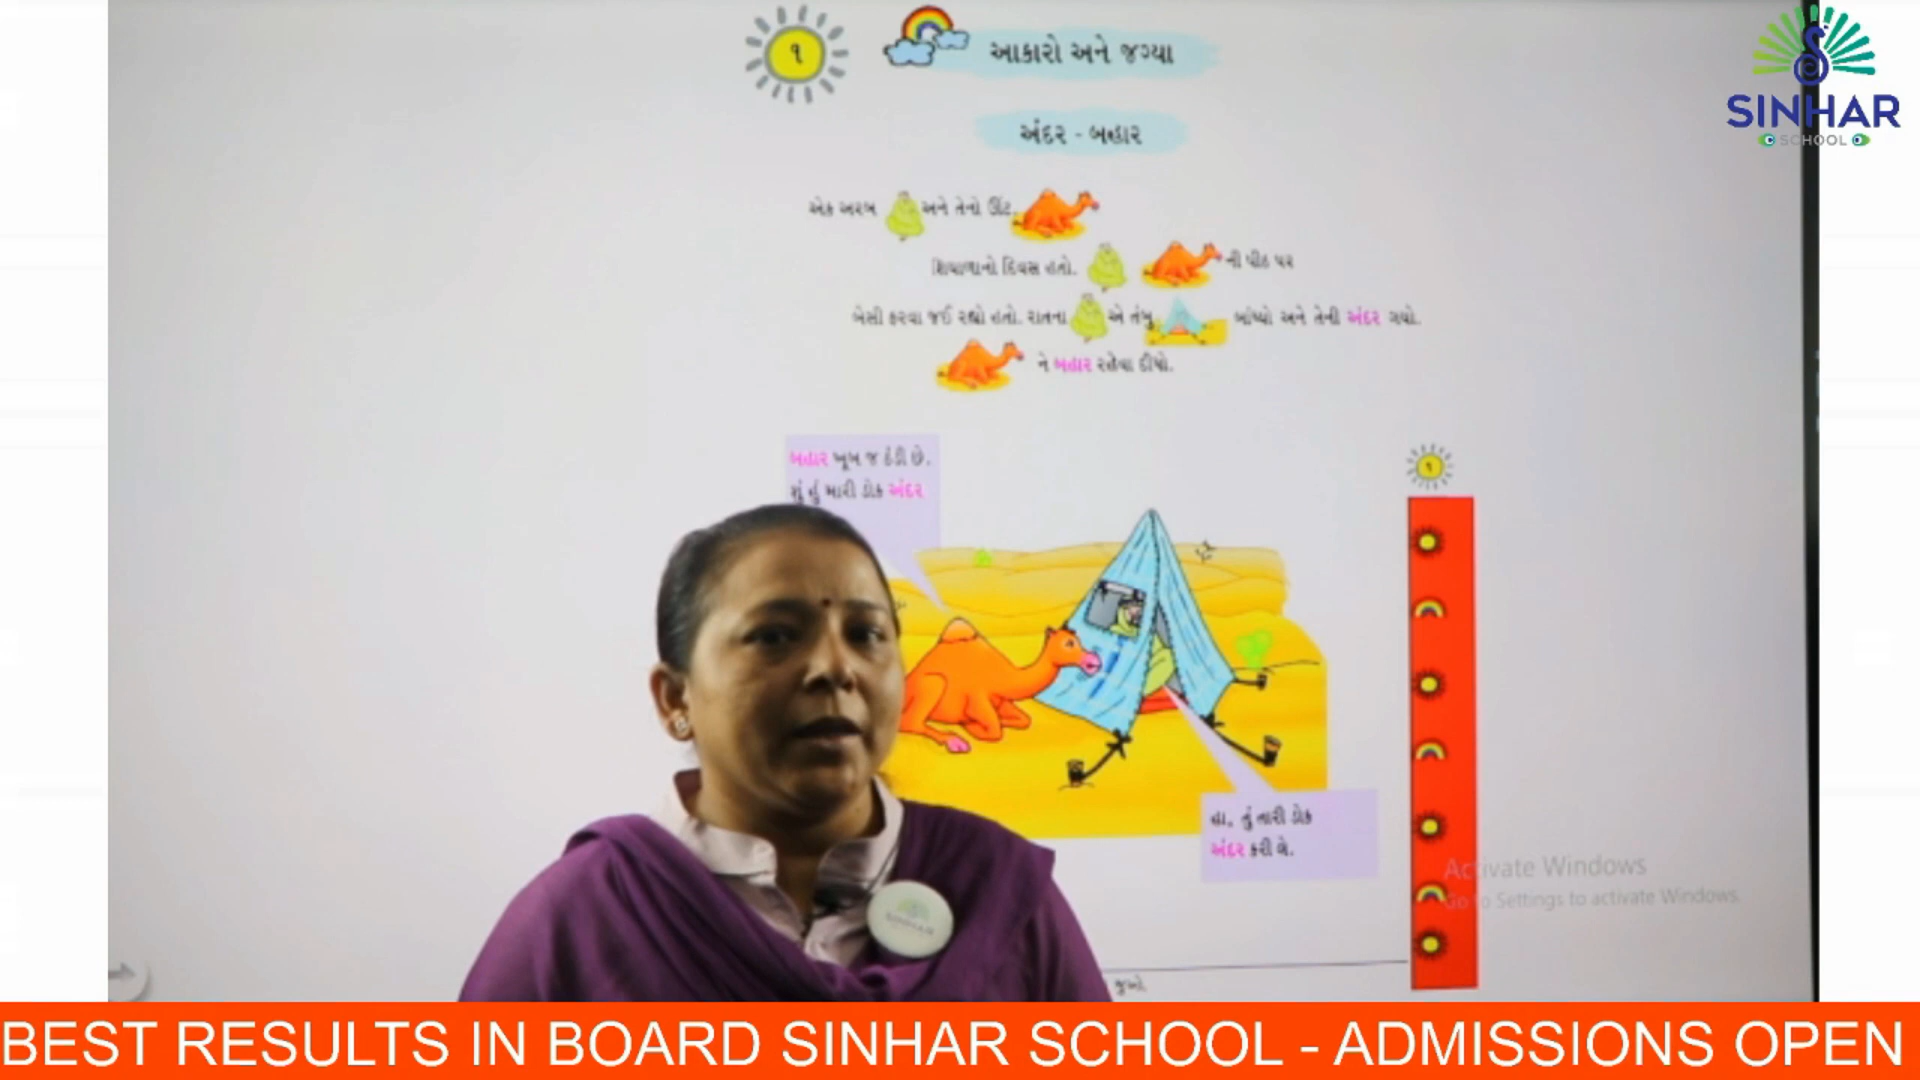 ૧
આકારો અને જગ્યા
SINHAR
SCHOOL
અંદર - બહાર
એક અરબ અને તેનો ઊંટ.
શિયાળાનો દિવસ હતો. ની પીઠ પર
બેસી ફરવા જઈ રહ્યો હતો. રાતના એ તંબુ બાંધ્યો અને તેની અંદર ગયો.
ને બહાર રહેવા દીધો.
બહાર ખૂબ જ ઠંડી છે.
શું હું મારી ડોક અંદર
૧
હા. તું તારી ડોક
અંદર કરી લે.
Activate Windows
Go to Settings to activate Windows.
SINHAR
જુઓ.
BEST RESULTS IN BOARD SINHAR SCHOOL - ADMISSIONS OPEN